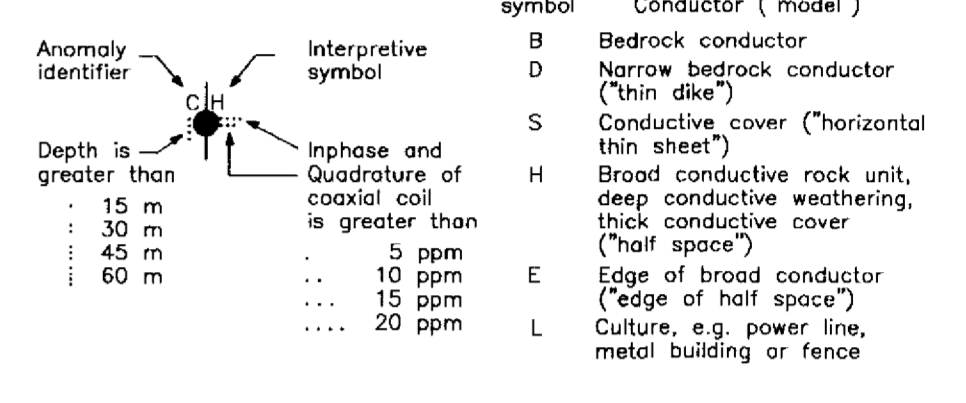 symbol Conductor ( model )
Anomaly
identifier
Interpretive
symbol
C H
Depth is
greater than
· 15 m
: 30 m
⋮ 45 m
⁞ 60 m
Inphase and
Quadrature of
coaxial coil
is greater than
. 5 ppm
.. 10 ppm
... 15 ppm
.... 20 ppm
B Bedrock conductor
D Narrow bedrock conductor
("thin dike")
S Conductive cover ("horizontal
thin sheet")
H Broad conductive rock unit,
deep conductive weathering,
thick conductive cover
("half space")
E Edge of broad conductor
("edge of half space")
L Culture, e.g. power line,
metal building or fence